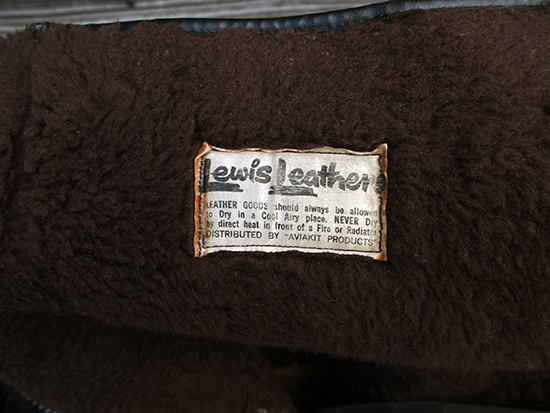 Lewis Leathers
LEATHER GOODS should always be allowed
to Dry in a Cool Airy place. NEVER Dry
by direct heat in front of a Fire or Radiator
DISTRIBUTED BY "AVIAKIT PRODUCTS"